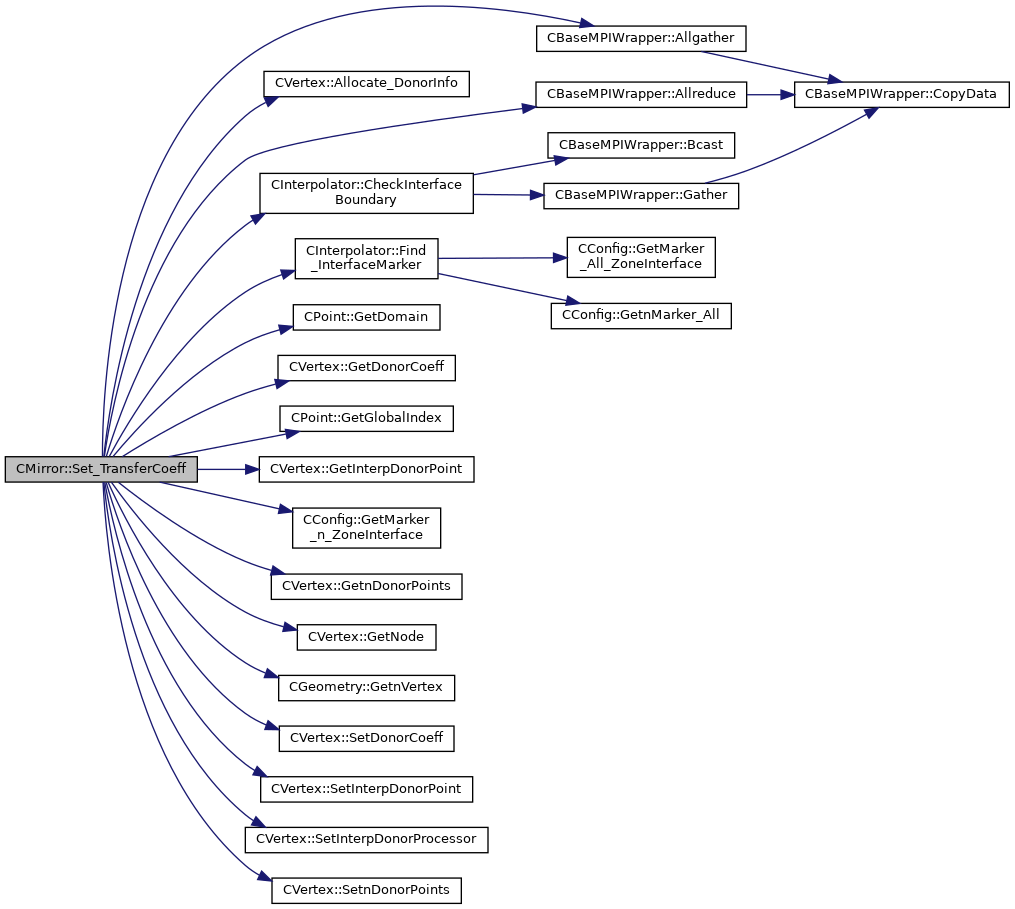 CMirror::Set_TransferCoeff
CBaseMPIWrapper::Allgather
CBaseMPIWrapper::CopyData
CVertex::Allocate_DonorInfo
CBaseMPIWrapper::Allreduce
CInterpolator::CheckInterface
Boundary
CBaseMPIWrapper::Bcast
CBaseMPIWrapper::Gather
CInterpolator::Find
_InterfaceMarker
CConfig::GetMarker
_All_ZoneInterface
CConfig::GetnMarker_All
CPoint::GetDomain
CVertex::GetDonorCoeff
CPoint::GetGlobalIndex
CVertex::GetInterpDonorPoint
CConfig::GetMarker
_n_ZoneInterface
CVertex::GetnDonorPoints
CVertex::GetNode
CGeometry::GetnVertex
CVertex::SetDonorCoeff
CVertex::SetInterpDonorPoint
CVertex::SetInterpDonorProcessor
CVertex::SetnDonorPoints